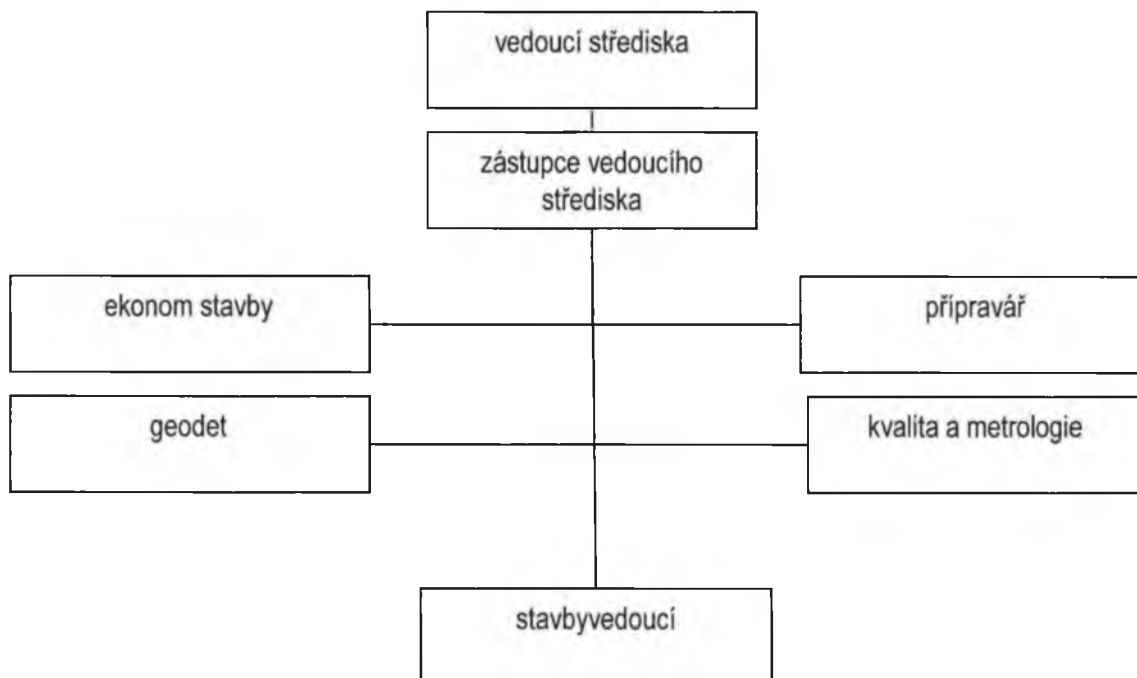 vedoucí střediska
zástupce vedoucího
střediska
ekonom stavby
přípravář
geodet
kvalita a metrologie
stavbyvedoucí